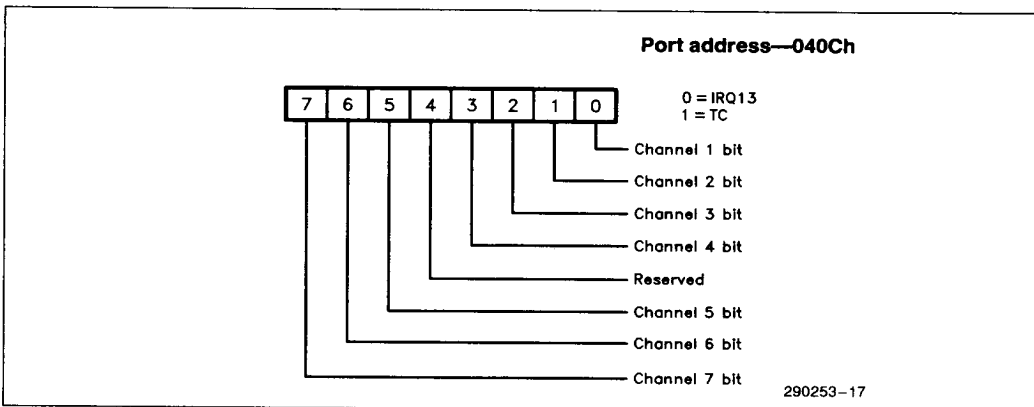 Port address—040Ch
7 6 5 4 3 2 1 0
0 = IRQ13
1 = TC
Channel 1 bit
Channel 2 bit
Channel 3 bit
Channel 4 bit
Reserved
Channel 5 bit
Channel 6 bit
Channel 7 bit
290253–17